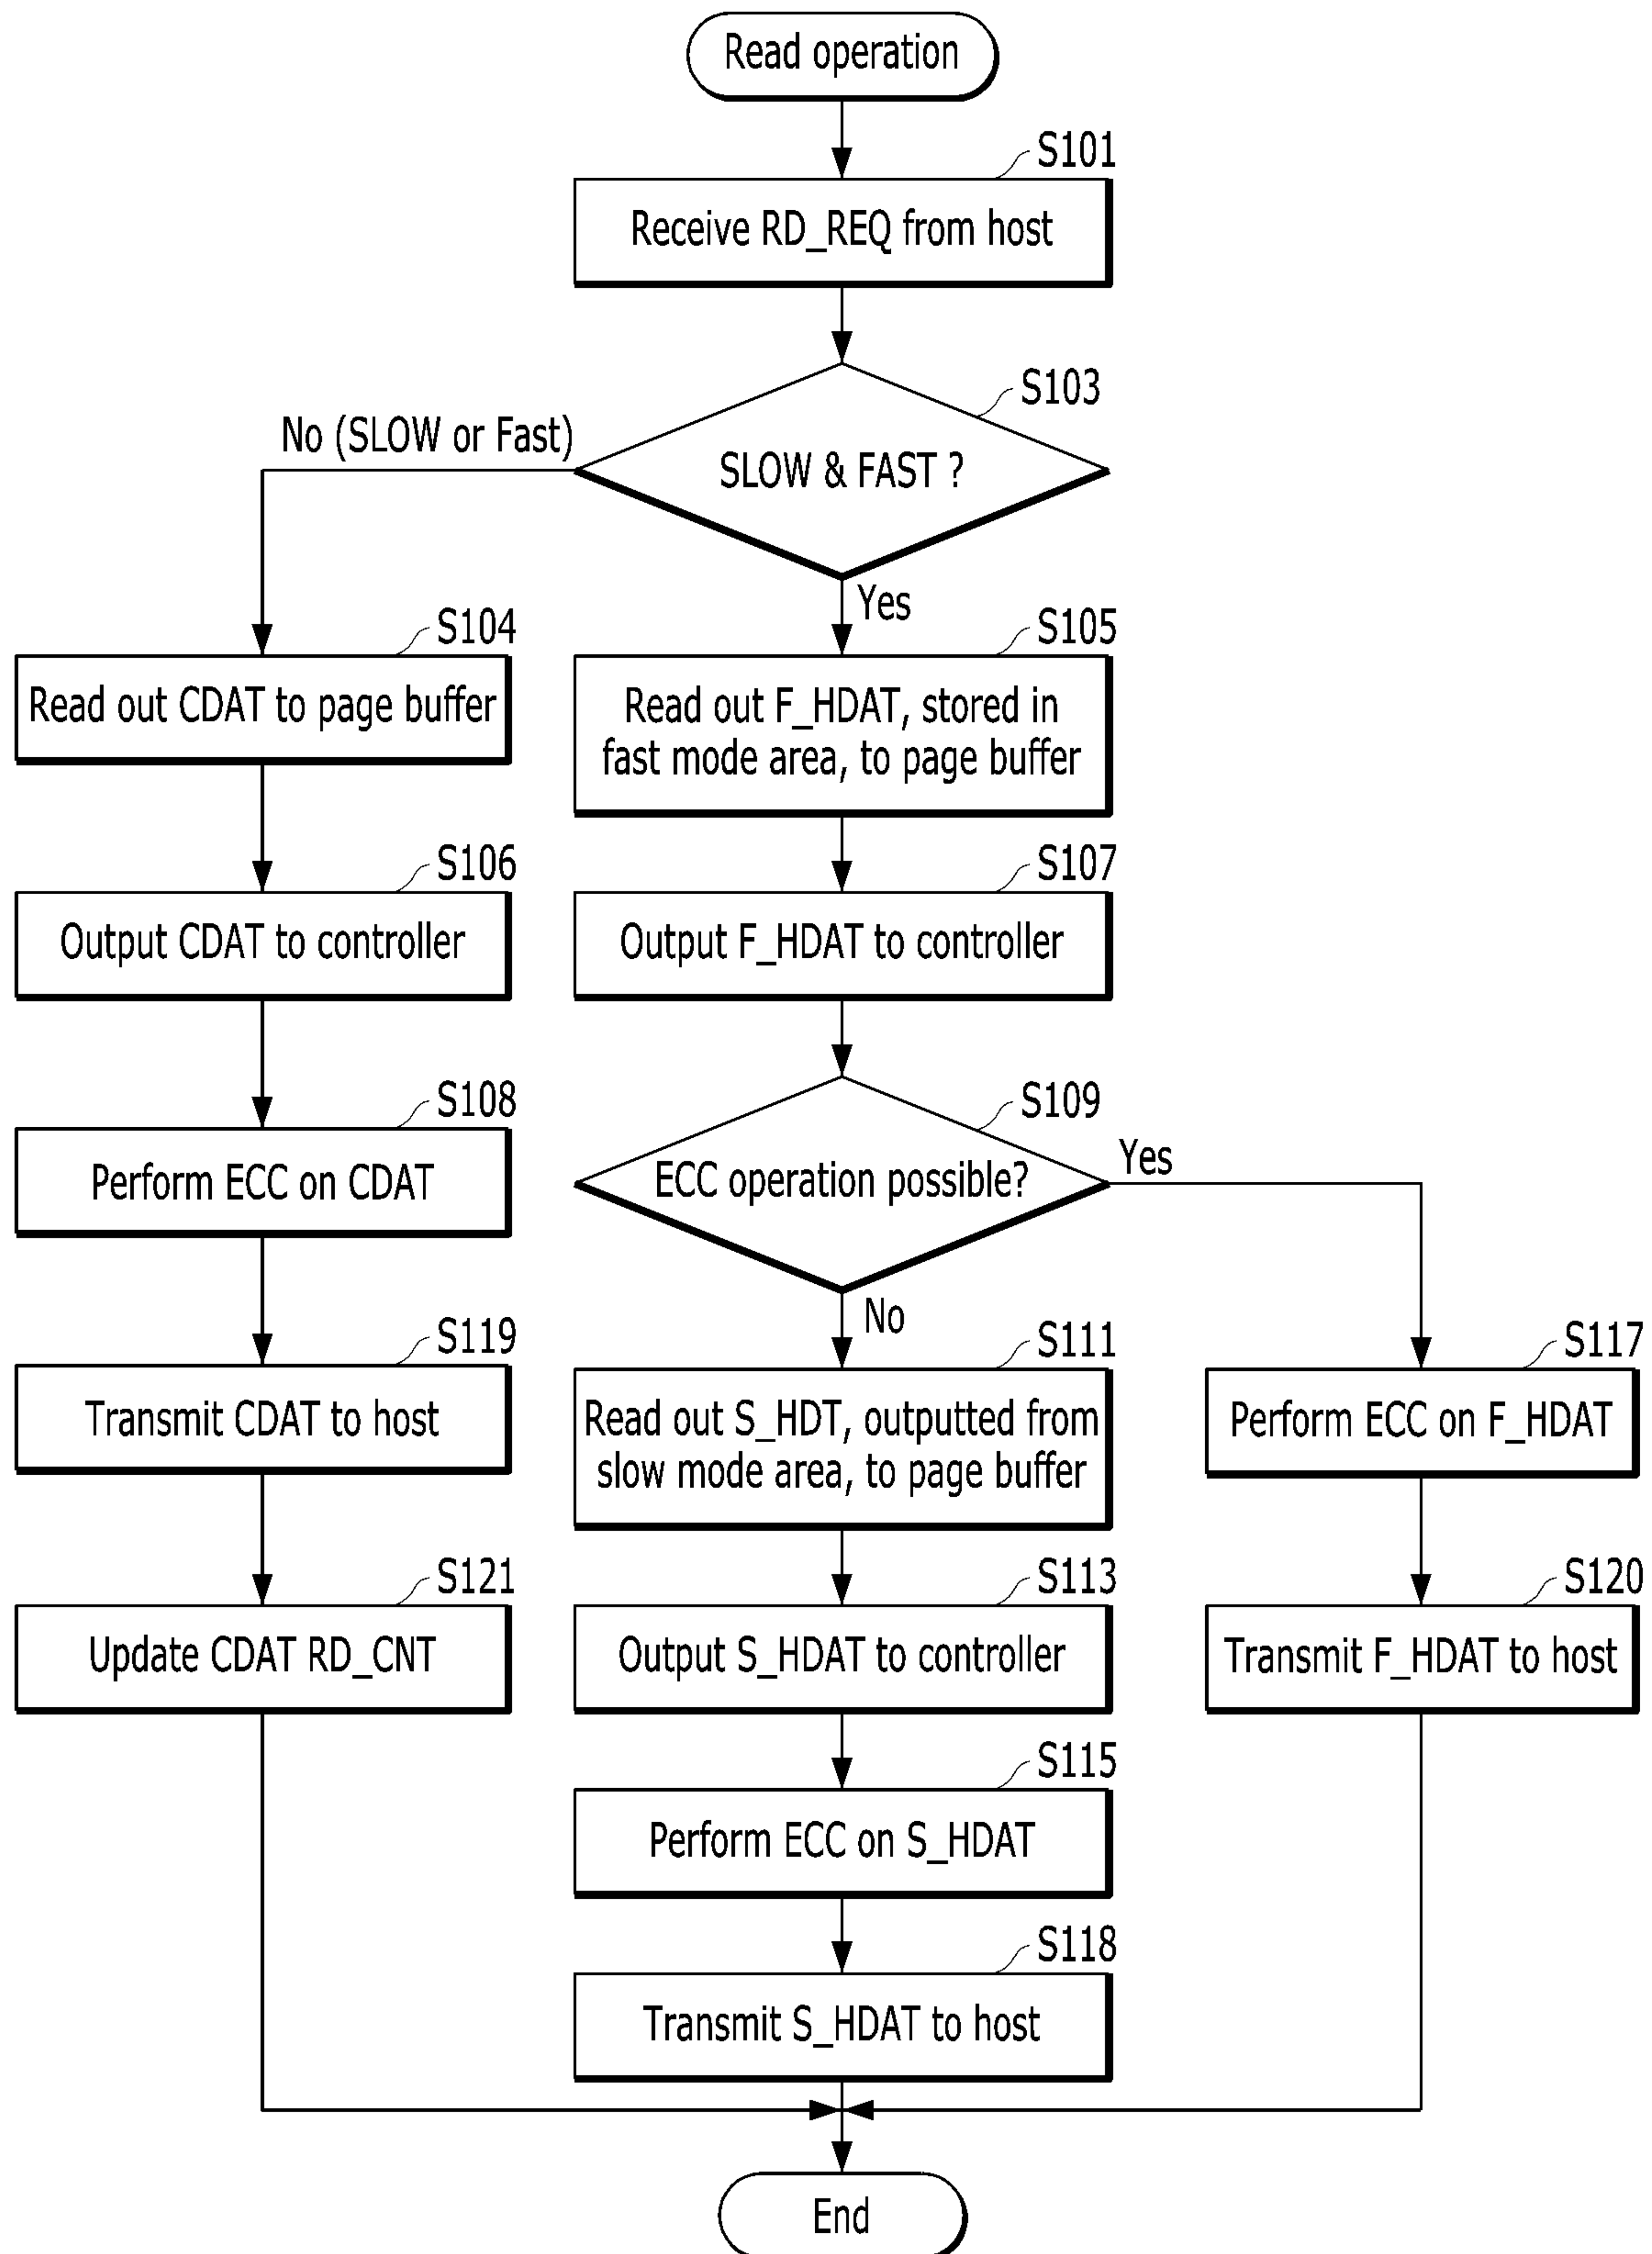 Read operation
S101
Receive RD_REQ from host
S103
No (SLOW or Fast)
SLOW & FAST ?
Yes
S104
Read out CDAT to page buffer
S105
Read out F_HDAT, stored in
fast mode area, to page buffer
S106
Output CDAT to controller
S107
Output F_HDAT to controller
S108
Perform ECC on CDAT
S109
ECC operation possible?
Yes
No
S119
Transmit CDAT to host
S111
Read out S_HDT, outputted from
slow mode area, to page buffer
S117
Perform ECC on F_HDAT
S121
Update CDAT RD_CNT
S113
Output S_HDAT to controller
S120
Transmit F_HDAT to host
S115
Perform ECC on S_HDAT
S118
Transmit S_HDAT to host
End